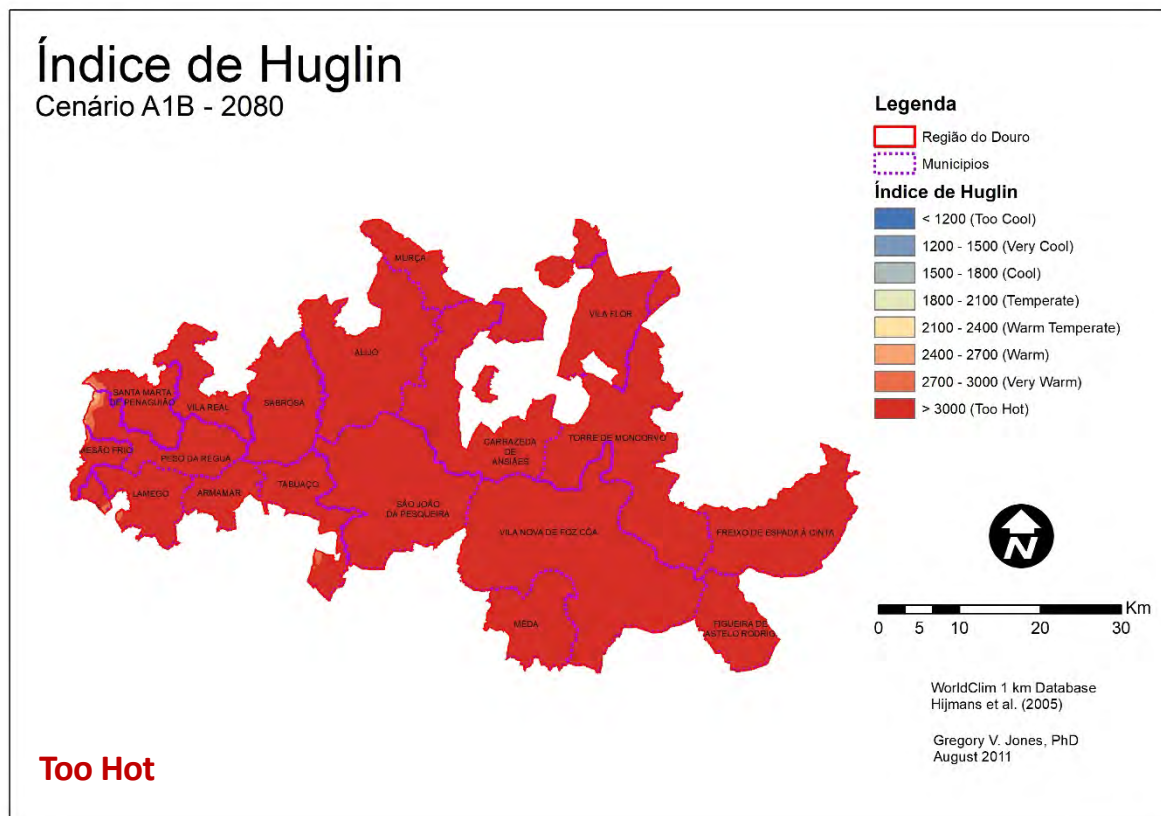 Índice de Huglin
Cenário A1B - 2080
Legenda
Região do Douro
Municipios
Índice de Huglin
< 1200 (Too Cool)
1200 - 1500 (Very Cool)
1500 - 1800 (Cool)
1800 - 2100 (Temperate)
2100 - 2400 (Warm Temperate)
2400 - 2700 (Warm)
2700 - 3000 (Very Warm)
> 3000 (Too Hot)
MURÇA
VILA FLOR
ALIJÓ
SANTA MARTA
DE PENAGUIÃO
VILA REAL
SABROSA
CARRAZEDA
DE
ANSIÃES
TORRE DE MONCORVO
MESÃO FRIO
PESO DA RÉGUA
LAMEGO
ARMAMAR
TABUAÇO
SÃO JOÃO
DA PESQUEIRA
VILA NOVA DE FOZ CÔA
FREIXO DE ESPADA À CINTA
MÊDA
FIGUEIRA DE
ASTELO RODRIG
N
Km
0 5 10 20 30
WorldClim 1 km Database
Hijmans et al. (2005)
Gregory V. Jones, PhD
August 2011
Too Hot